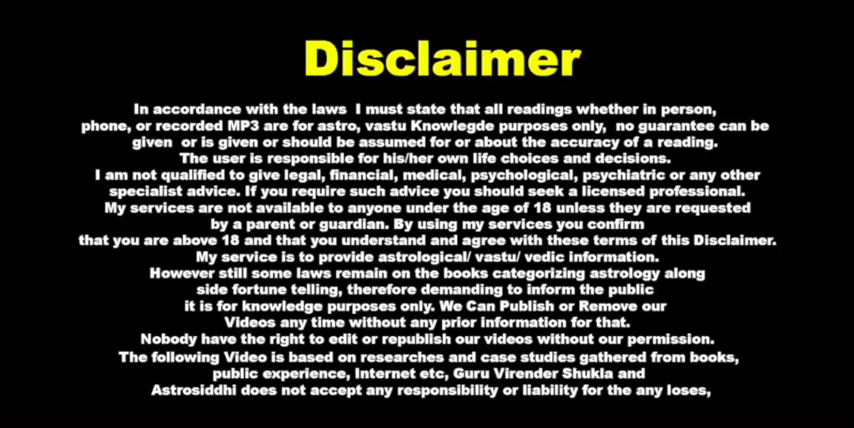 Disclaimer
In accordance with the laws I must state that all readings whether in person,
phone, or recorded MP3 are for astro, vastu Knowlegde purposes only, no guarantee can be
given or is given or should be assumed for or about the accuracy of a reading.
The user is responsible for his/her own life choices and decisions.
I am not qualified to give legal, financial, medical, psychological, psychiatric or any other
specialist advice. If you require such advice you should seek a licensed professional.
My services are not available to anyone under the age of 18 unless they are requested
by a parent or guardian. By using my services you confirm
that you are above 18 and that you understand and agree with these terms of this Disclaimer.
My service is to provide astrological/ vastu/ vedic information.
However still some laws remain on the books categorizing astrology along
side fortune telling, therefore demanding to inform the public
it is for knowledge purposes only. We Can Publish or Remove our
Videos any time without any prior information for that.
Nobody have the right to edit or republish our videos without our permission.
The following Video is based on researches and case studies gathered from books,
public experience, Internet etc, Guru Virender Shukla and
Astrosiddhi does not accept any responsibility or liability for the any loses,